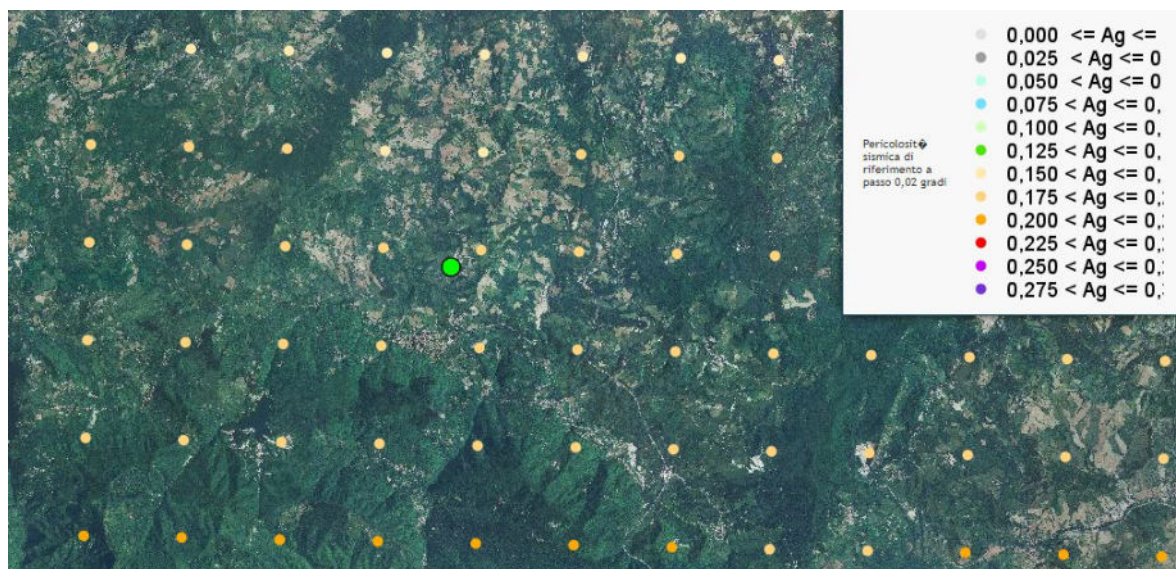 Pericolosit� 
sismica di
riferimento a
passo 0,02 gradi
0,000 <= Ag <=
0,025 < Ag <= 0
0,050 < Ag <= 0
0,075 < Ag <= 0,
0,100 < Ag <= 0,
0,125 < Ag <= 0,
0,150 < Ag <= 0,
0,175 < Ag <= 0,
0,200 < Ag <= 0,
0,225 < Ag <= 0,
0,250 < Ag <= 0,
0,275 < Ag <= 0,